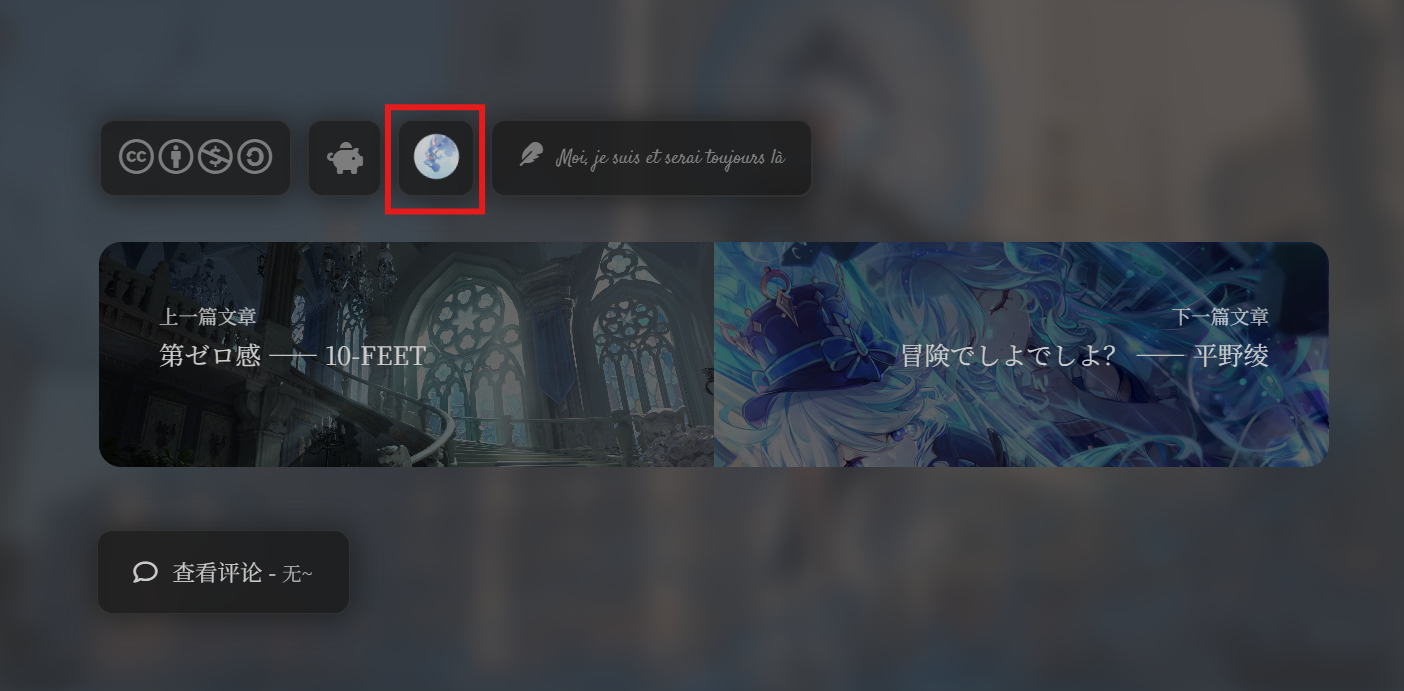 cc
Moi, je suis et serai toujours là
上一篇文章
第ゼロ感 —— 10-FEET
下一篇文章
冒険でしよでしよ？ —— 平野绫
查看评论 - 无~